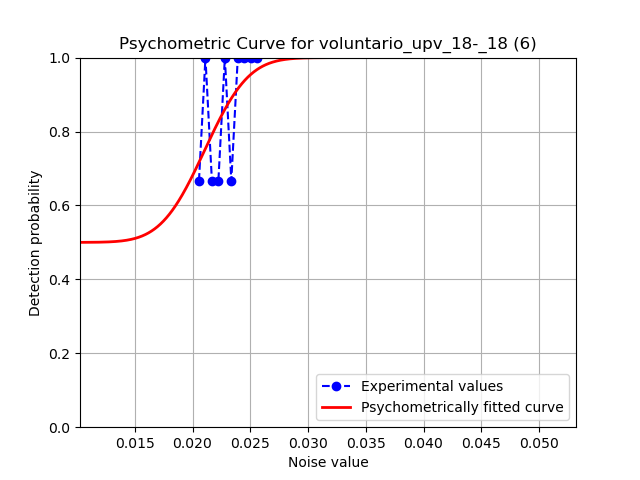 Psychometric Curve for voluntario_upv_18-_18 (6)
1.0
0.8
0.6
0.4
0.2
0.0
Detection probability
0.015 0.020 0.025 0.030 0.035 0.040 0.045 0.050
Noise value
Experimental values
Psychometrically fitted curve